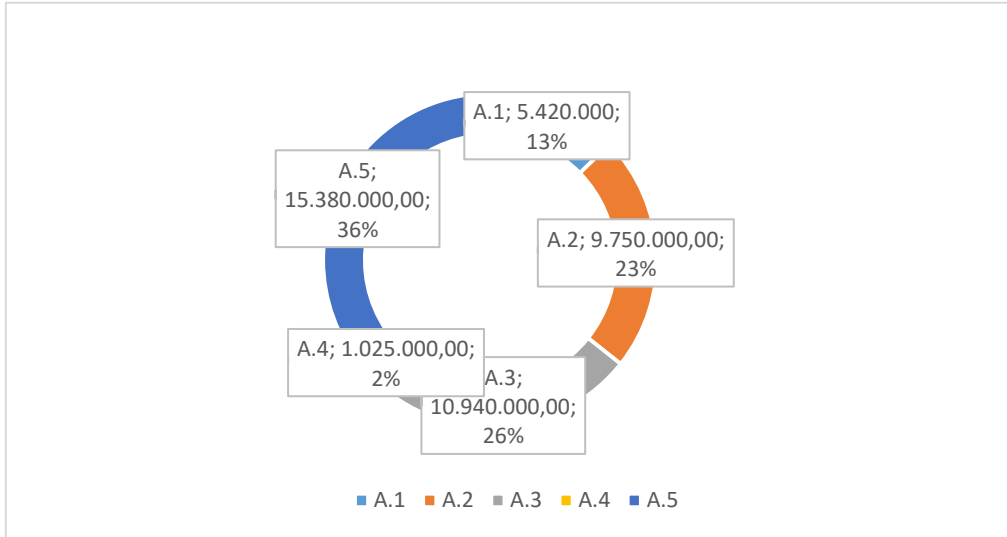 A.1; 5.420.000;
13%
A.2; 9.750.000,00;
23%
A.3;
10.940.000,00;
26%
A.4; 1.025.000,00;
2%
A.5;
15.380.000,00;
36%
A.1 A.2 A.3 A.4 A.5